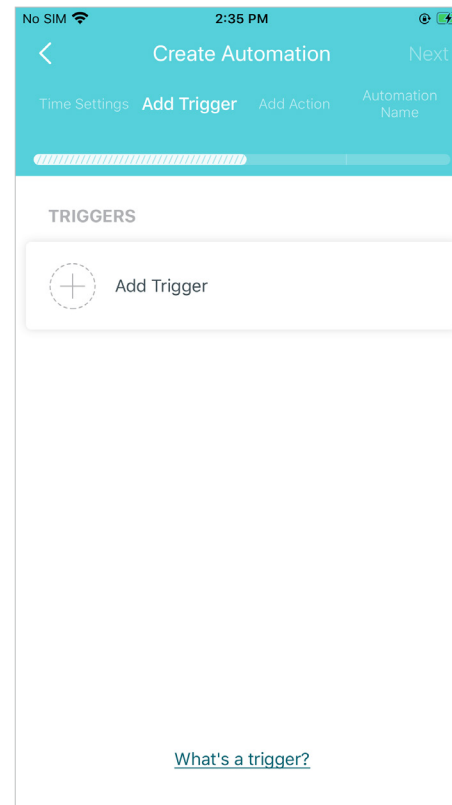 No SIM 2:35 PM
Create Automation Next
Time Settings Add Trigger Add Action Automation
Name
TRIGGERS
Add Trigger
What's a trigger?